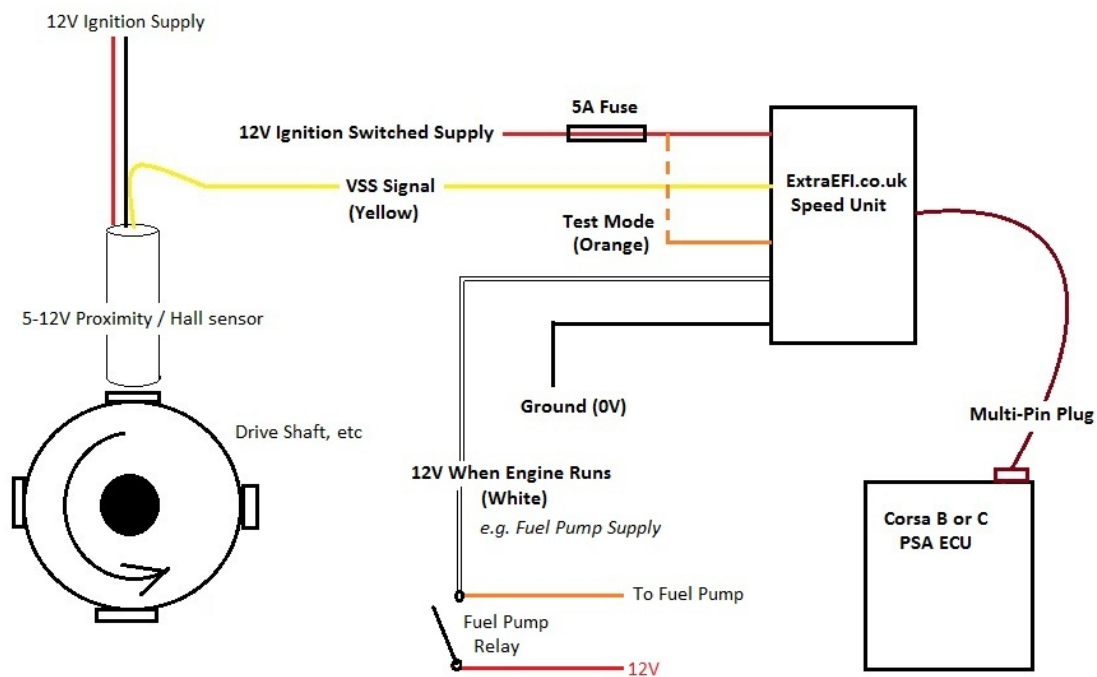 12V Ignition Supply
5A Fuse
12V Ignition Switched Supply
ExtraEFI.co.uk
Speed Unit
VSS Signal
(Yellow)
Test Mode
(Orange)
5-12V Proximity / Hall sensor
Ground (0V)
Multi-Pin Plug
Drive Shaft, etc
12V When Engine Runs
(White)
e.g. Fuel Pump Supply
Corsa B or C
PSA ECU
To Fuel Pump
Fuel Pump
Relay
12V